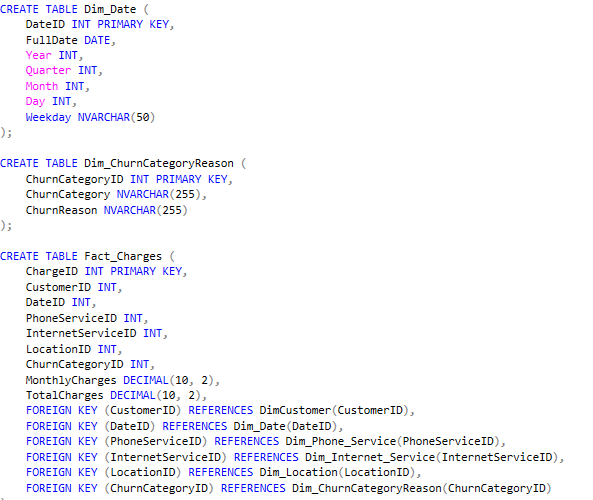 CREATE TABLE Dim_Date (
    DateID INT PRIMARY KEY,
    FullDate DATE,
    Year INT,
    Quarter INT,
    Month INT,
    Day INT,
    Weekday NVARCHAR(50)
);

CREATE TABLE Dim_ChurnCategoryReason (
    ChurnCategoryID INT PRIMARY KEY,
    ChurnCategory NVARCHAR(255),
    ChurnReason NVARCHAR(255)
);

CREATE TABLE Fact_Charges (
    ChargeID INT PRIMARY KEY,
    CustomerID INT,
    DateID INT,
    PhoneServiceID INT,
    InternetServiceID INT,
    LocationID INT,
    ChurnCategoryID INT,
    MonthlyCharges DECIMAL(10, 2),
    TotalCharges DECIMAL(10, 2),
    FOREIGN KEY (CustomerID) REFERENCES DimCustomer(CustomerID),
    FOREIGN KEY (DateID) REFERENCES Dim_Date(DateID),
    FOREIGN KEY (PhoneServiceID) REFERENCES Dim_Phone_Service(PhoneServiceID),
    FOREIGN KEY (InternetServiceID) REFERENCES Dim_Internet_Service(InternetServiceID),
    FOREIGN KEY (LocationID) REFERENCES Dim_Location(LocationID),
    FOREIGN KEY (ChurnCategoryID) REFERENCES Dim_ChurnCategoryReason(ChurnCategoryID)